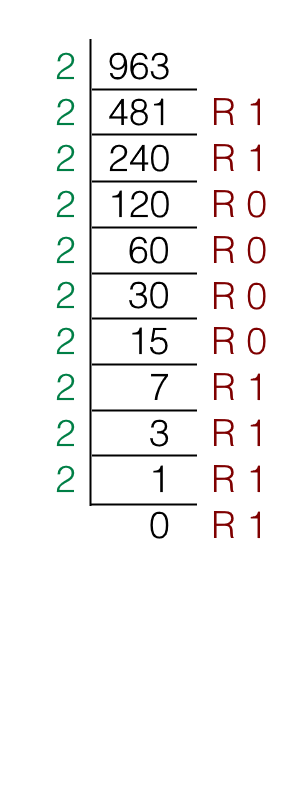 2 963
2 481 R 1
2 240 R 1
2 120 R 0
2 60 R 0
2 30 R 0
2 15 R 0
2 7 R 1
2 3 R 1
2 1 R 1
0 R 1